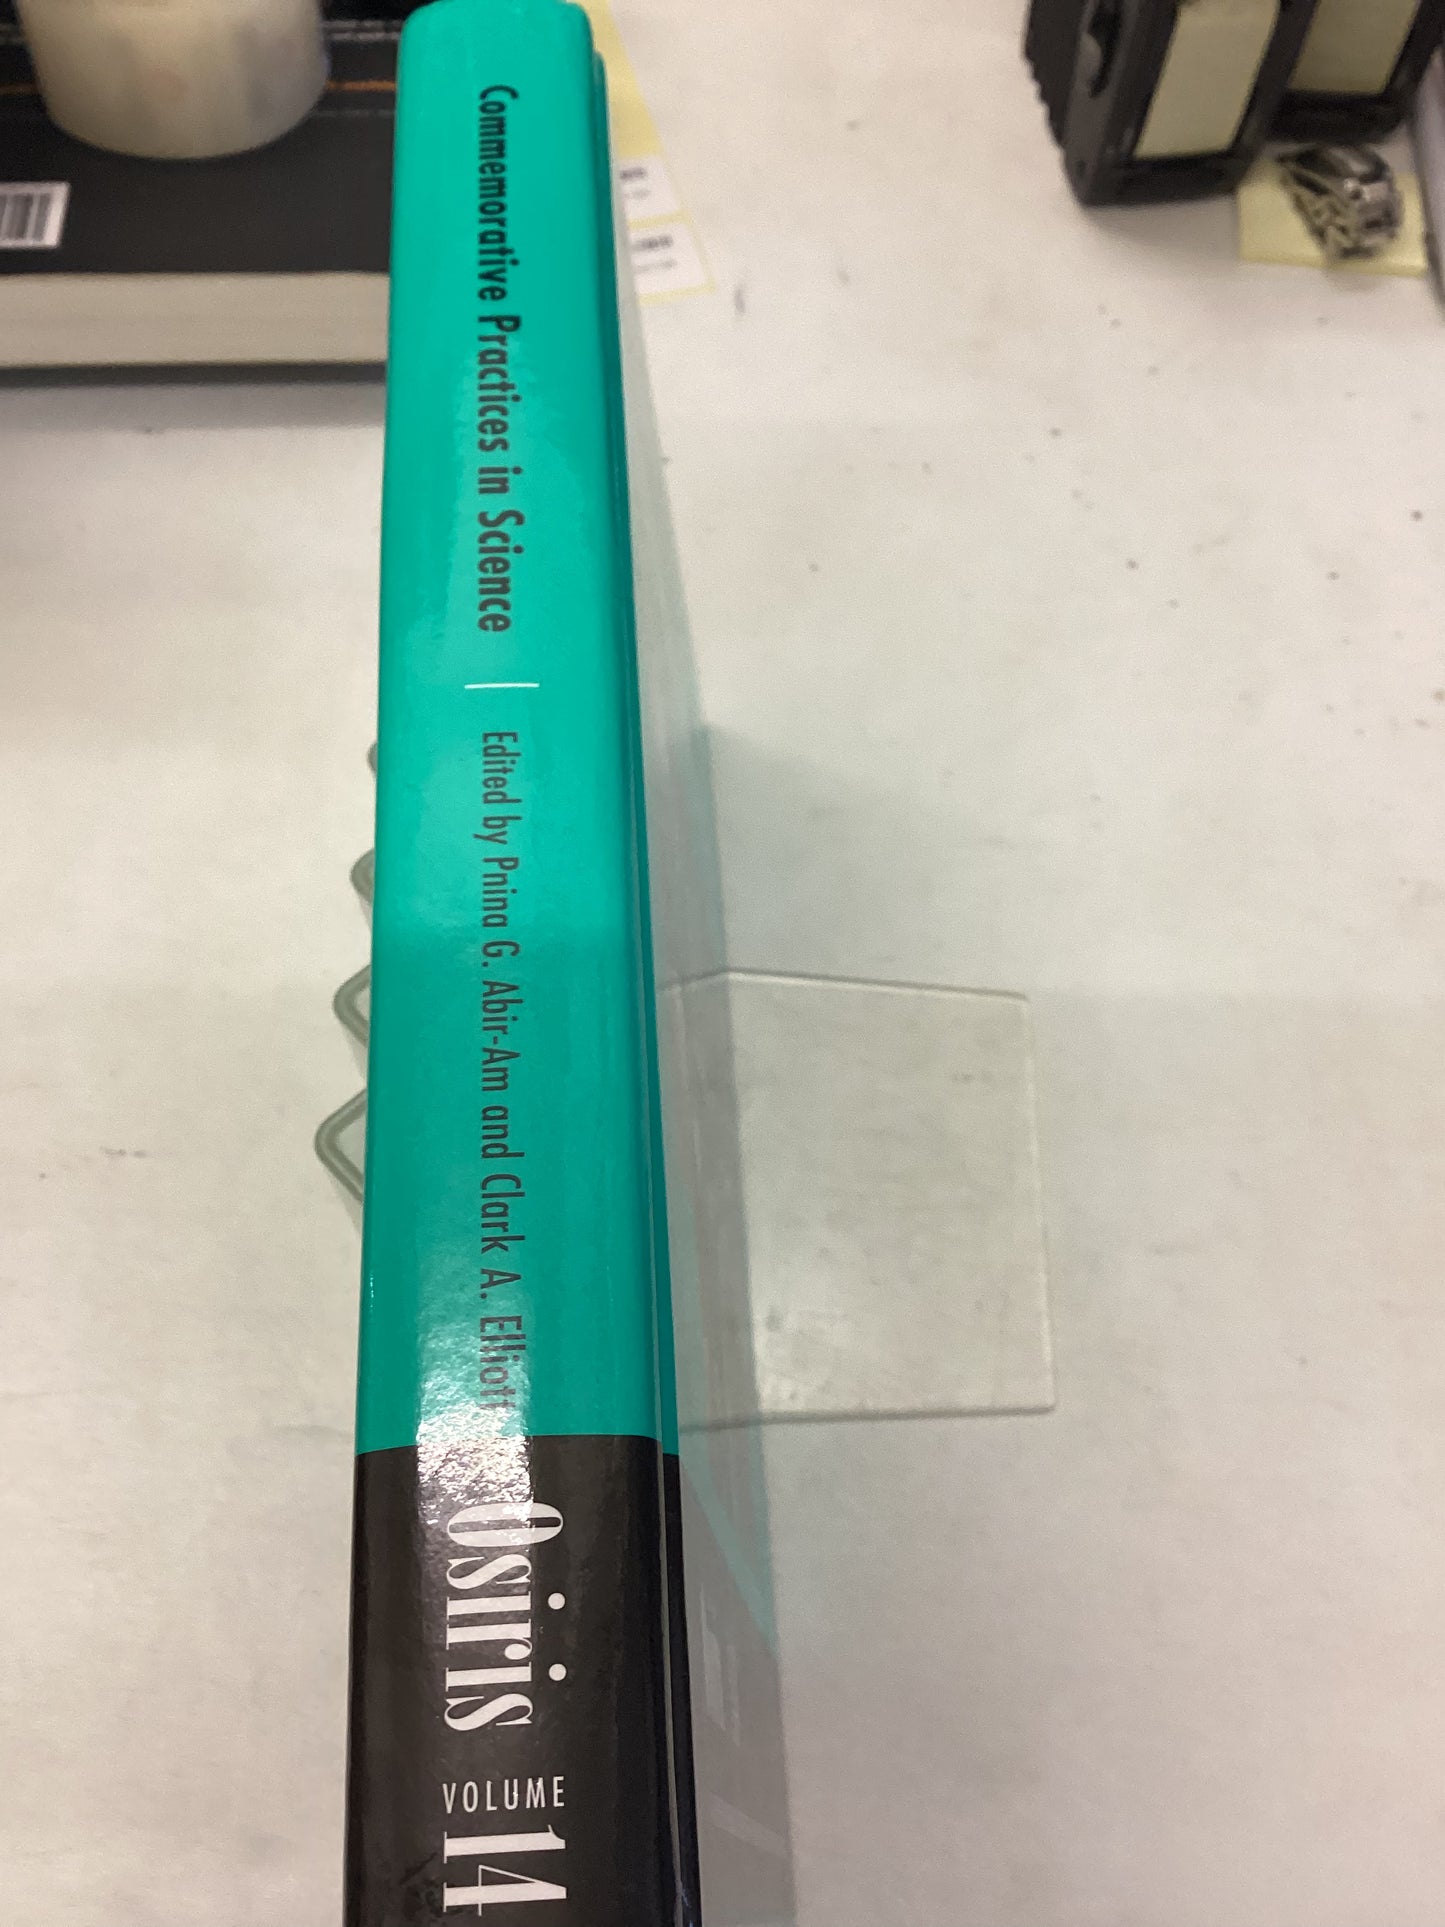 Commemorative Practices in Science
Edited by Pnina G. Abir-Am and Clark A. Elliott
Osiris
VOLUME
14